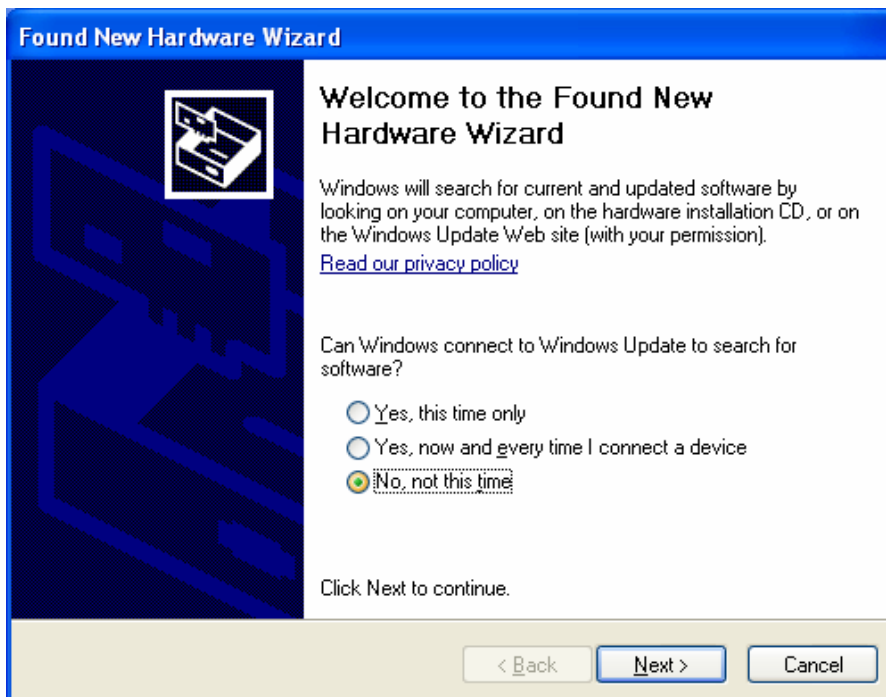 Found New Hardware Wizard
Welcome to the Found New
Hardware Wizard
Windows will search for current and updated software by
looking on your computer, on the hardware installation CD, or on
the Windows Update Web site (with your permission).
Read our privacy policy
Can Windows connect to Windows Update to search for
software?
Yes, this time only
Yes, now and every time I connect a device
No, not this time
Click Next to continue.
< Back Next > Cancel